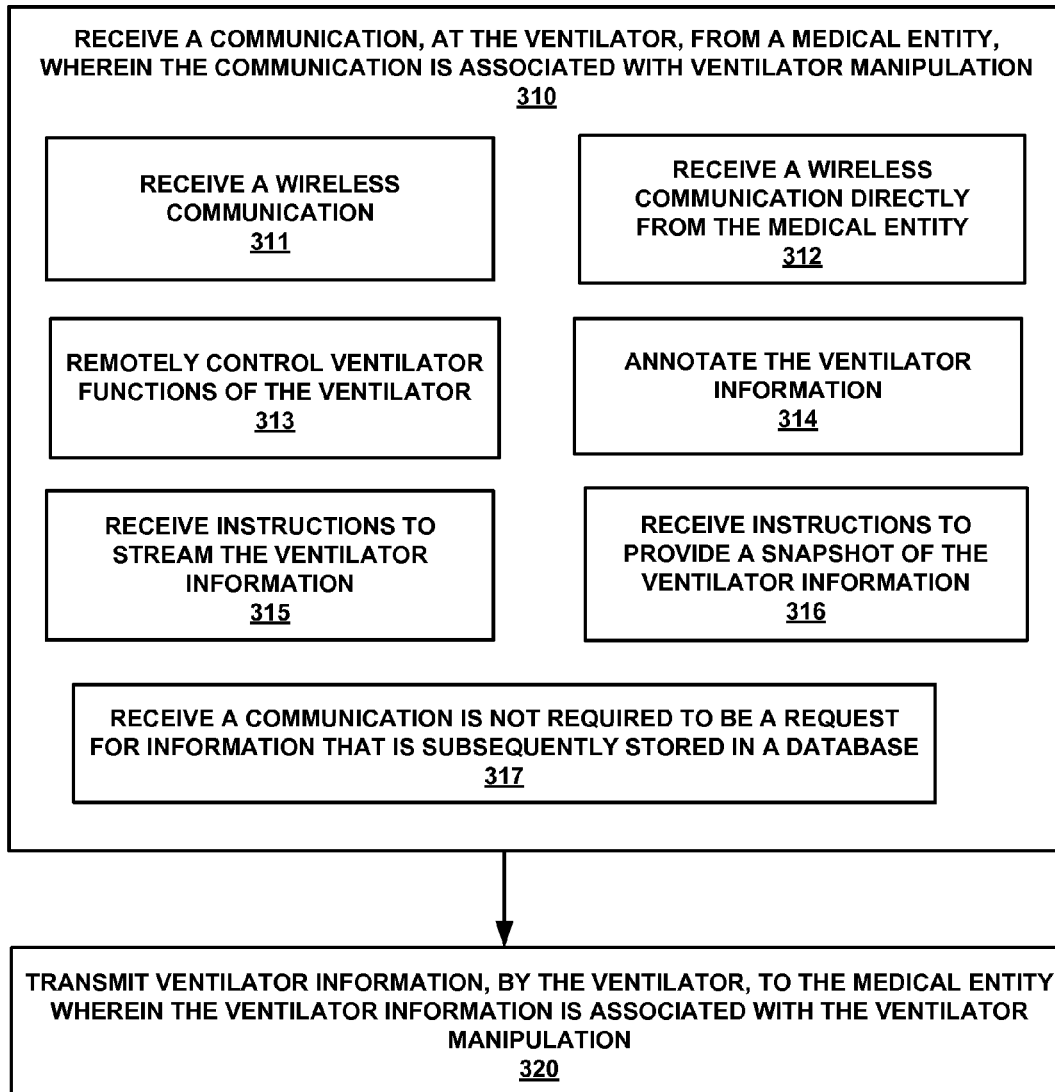 RECEIVE A COMMUNICATION, AT THE VENTILATOR, FROM A MEDICAL ENTITY,
WHEREIN THE COMMUNICATION IS ASSOCIATED WITH VENTILATOR MANIPULATION
310
RECEIVE A WIRELESS
COMMUNICATION
311
RECEIVE A WIRELESS
COMMUNICATION DIRECTLY
FROM THE MEDICAL ENTITY
312
REMOTELY CONTROL VENTILATOR
FUNCTIONS OF THE VENTILATOR
313
ANNOTATE THE VENTILATOR
INFORMATION
314
RECEIVE INSTRUCTIONS TO
STREAM THE VENTILATOR
INFORMATION
315
RECEIVE INSTRUCTIONS TO
PROVIDE A SNAPSHOT OF THE
VENTILATOR INFORMATION
316
RECEIVE A COMMUNICATION IS NOT REQUIRED TO BE A REQUEST
FOR INFORMATION THAT IS SUBSEQUENTLY STORED IN A DATABASE
317
TRANSMIT VENTILATOR INFORMATION, BY THE VENTILATOR, TO THE MEDICAL ENTITY
WHEREIN THE VENTILATOR INFORMATION IS ASSOCIATED WITH THE VENTILATOR
MANIPULATION
320